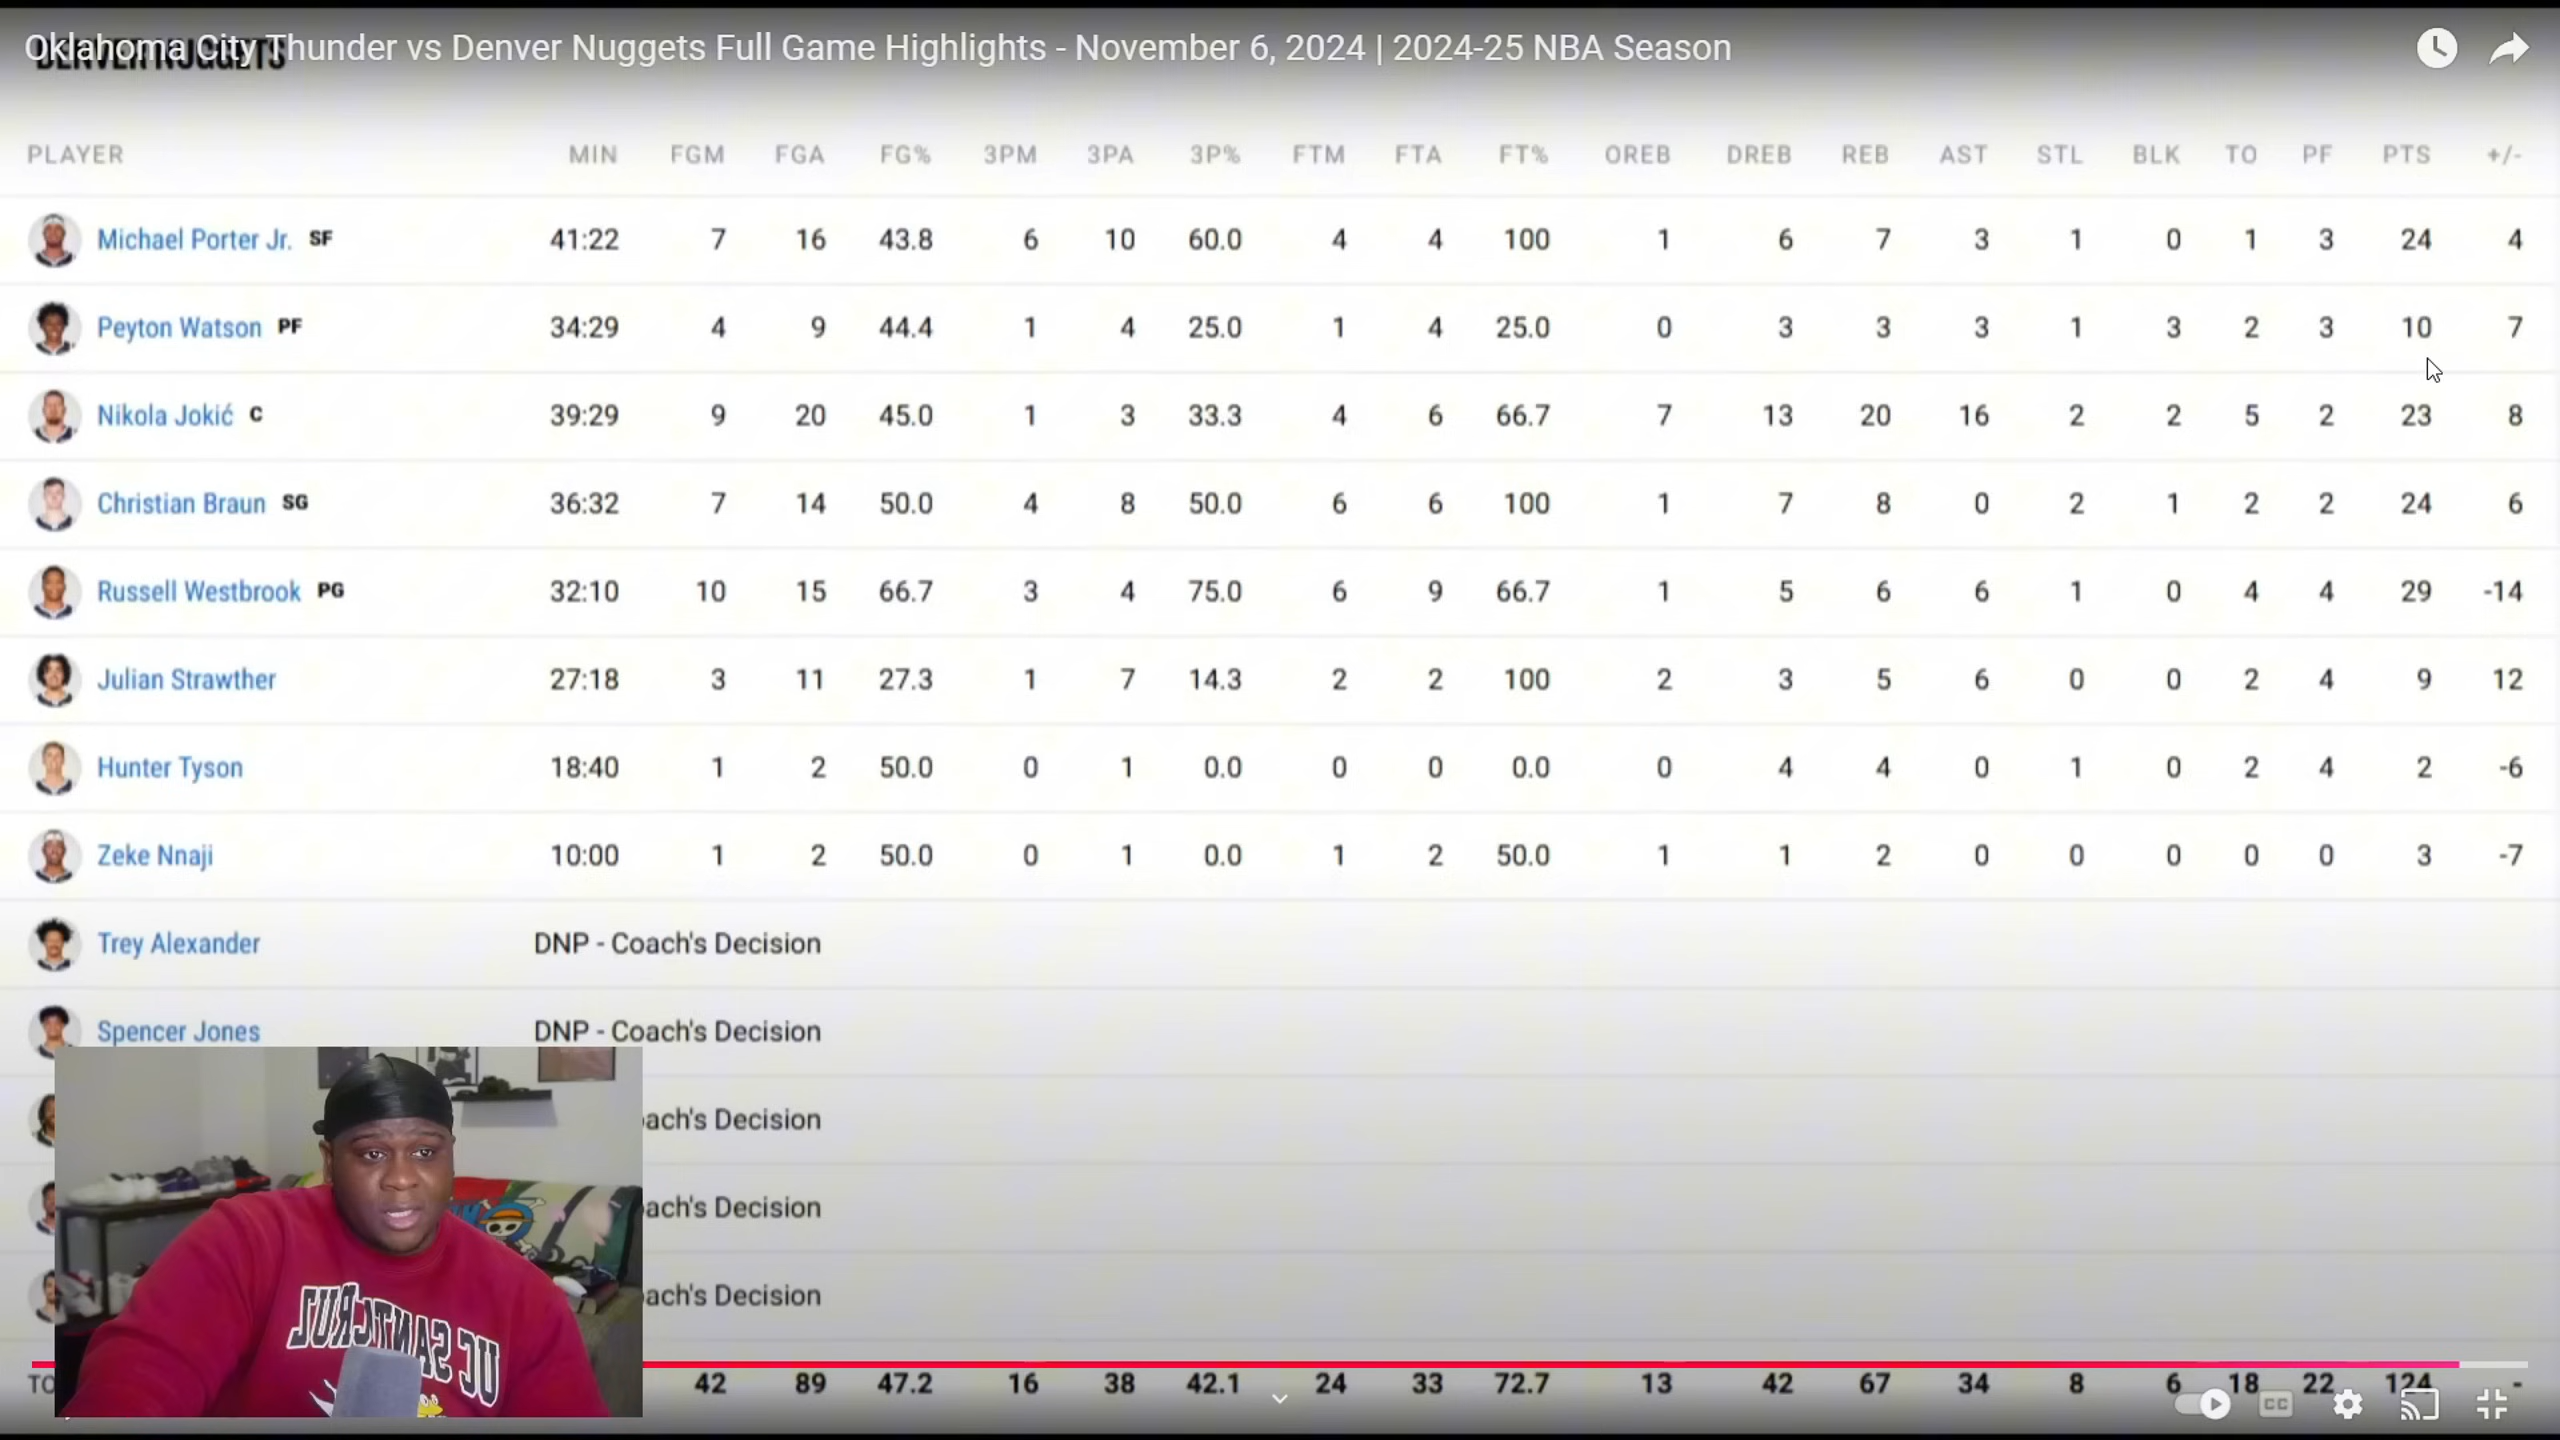 Oklahoma City Thunder vs Denver Nuggets Full Game Highlights - November 6, 2024 | 2024-25 NBA Season
DENVER NUGGETS
PLAYER MIN FGM FGA FG% 3PM 3PA 3P% FTM FTA FT% OREB DREB REB AST STL BLK TO PF PTS +/-
Michael Porter Jr. SF 41:22 7 16 43.8 6 10 60.0 4 4 100 1 6 7 3 1 0 1 3 24 4
Peyton Watson PF 34:29 4 9 44.4 1 4 25.0 1 4 25.0 0 3 3 3 1 3 2 3 10 7
Nikola Jokić C 39:29 9 20 45.0 1 3 33.3 4 6 66.7 7 13 20 16 2 2 5 2 23 8
Christian Braun SG 36:32 7 14 50.0 4 8 50.0 6 6 100 1 7 8 0 2 1 2 2 24 6
Russell Westbrook PG 32:10 10 15 66.7 3 4 75.0 6 9 66.7 1 5 6 6 1 0 4 4 29 -14
Julian Strawther 27:18 3 11 27.3 1 7 14.3 2 2 100 2 3 5 6 0 0 2 4 9 12
Hunter Tyson 18:40 1 2 50.0 0 1 0.0 0 0 0.0 0 4 4 0 1 0 2 4 2 -6
Zeke Nnaji 10:00 1 2 50.0 0 1 0.0 1 2 50.0 1 1 2 0 0 0 0 0 3 -7
Trey Alexander DNP - Coach's Decision
Spencer Jones DNP - Coach's Decision
ach's Decision
ach's Decision
ach's Decision
UC SANTA CRUZ
TO 42 89 47.2 16 38 42.1 24 33 72.7 13 42 67 34 8 6 18 22 124 -
CC